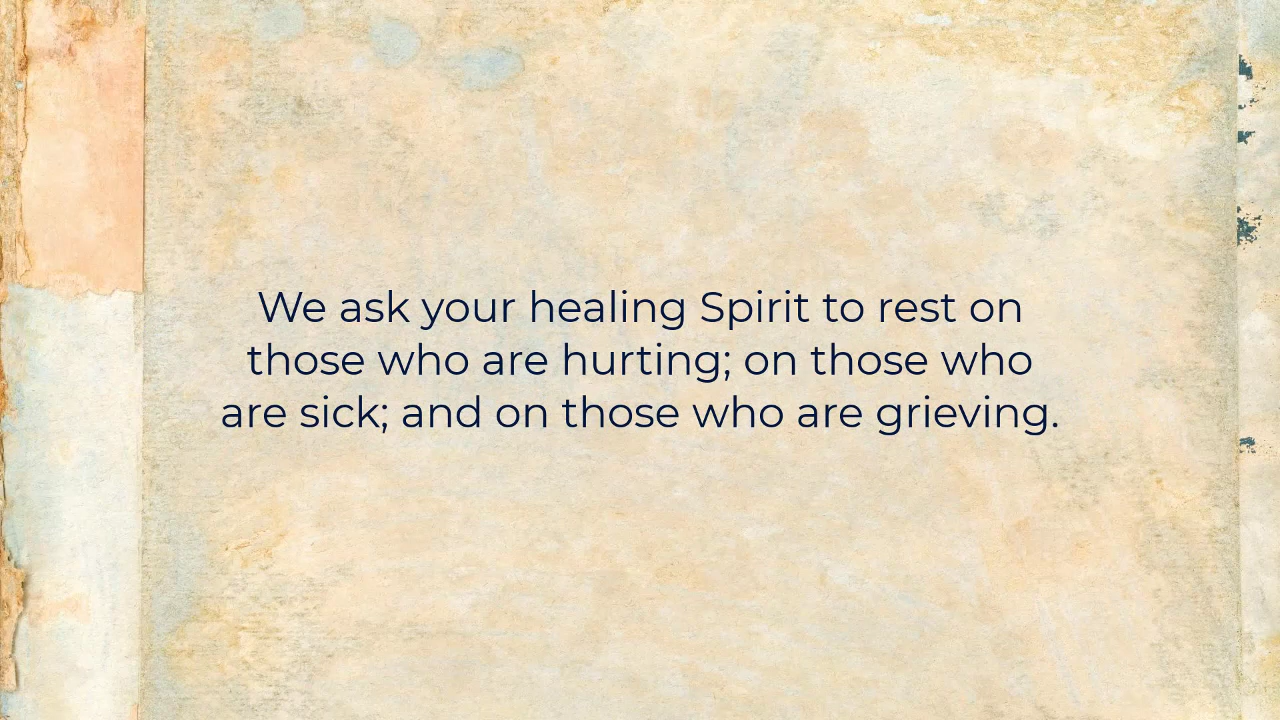 We ask your healing Spirit to rest on
those who are hurting; on those who
are sick; and on those who are grieving.